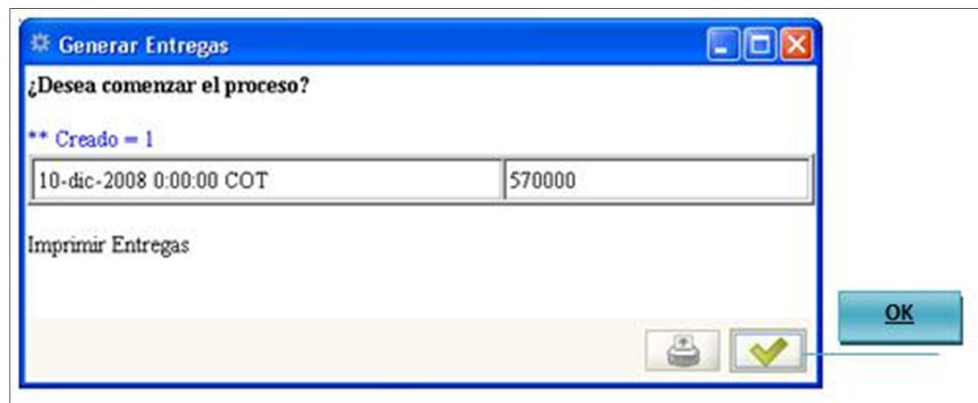 Generar Entregas
¿Desea comenzar el proceso?
** Creado = 1
10-dic-2008 0:00:00 COT 570000
Imprimir Entregas
OK